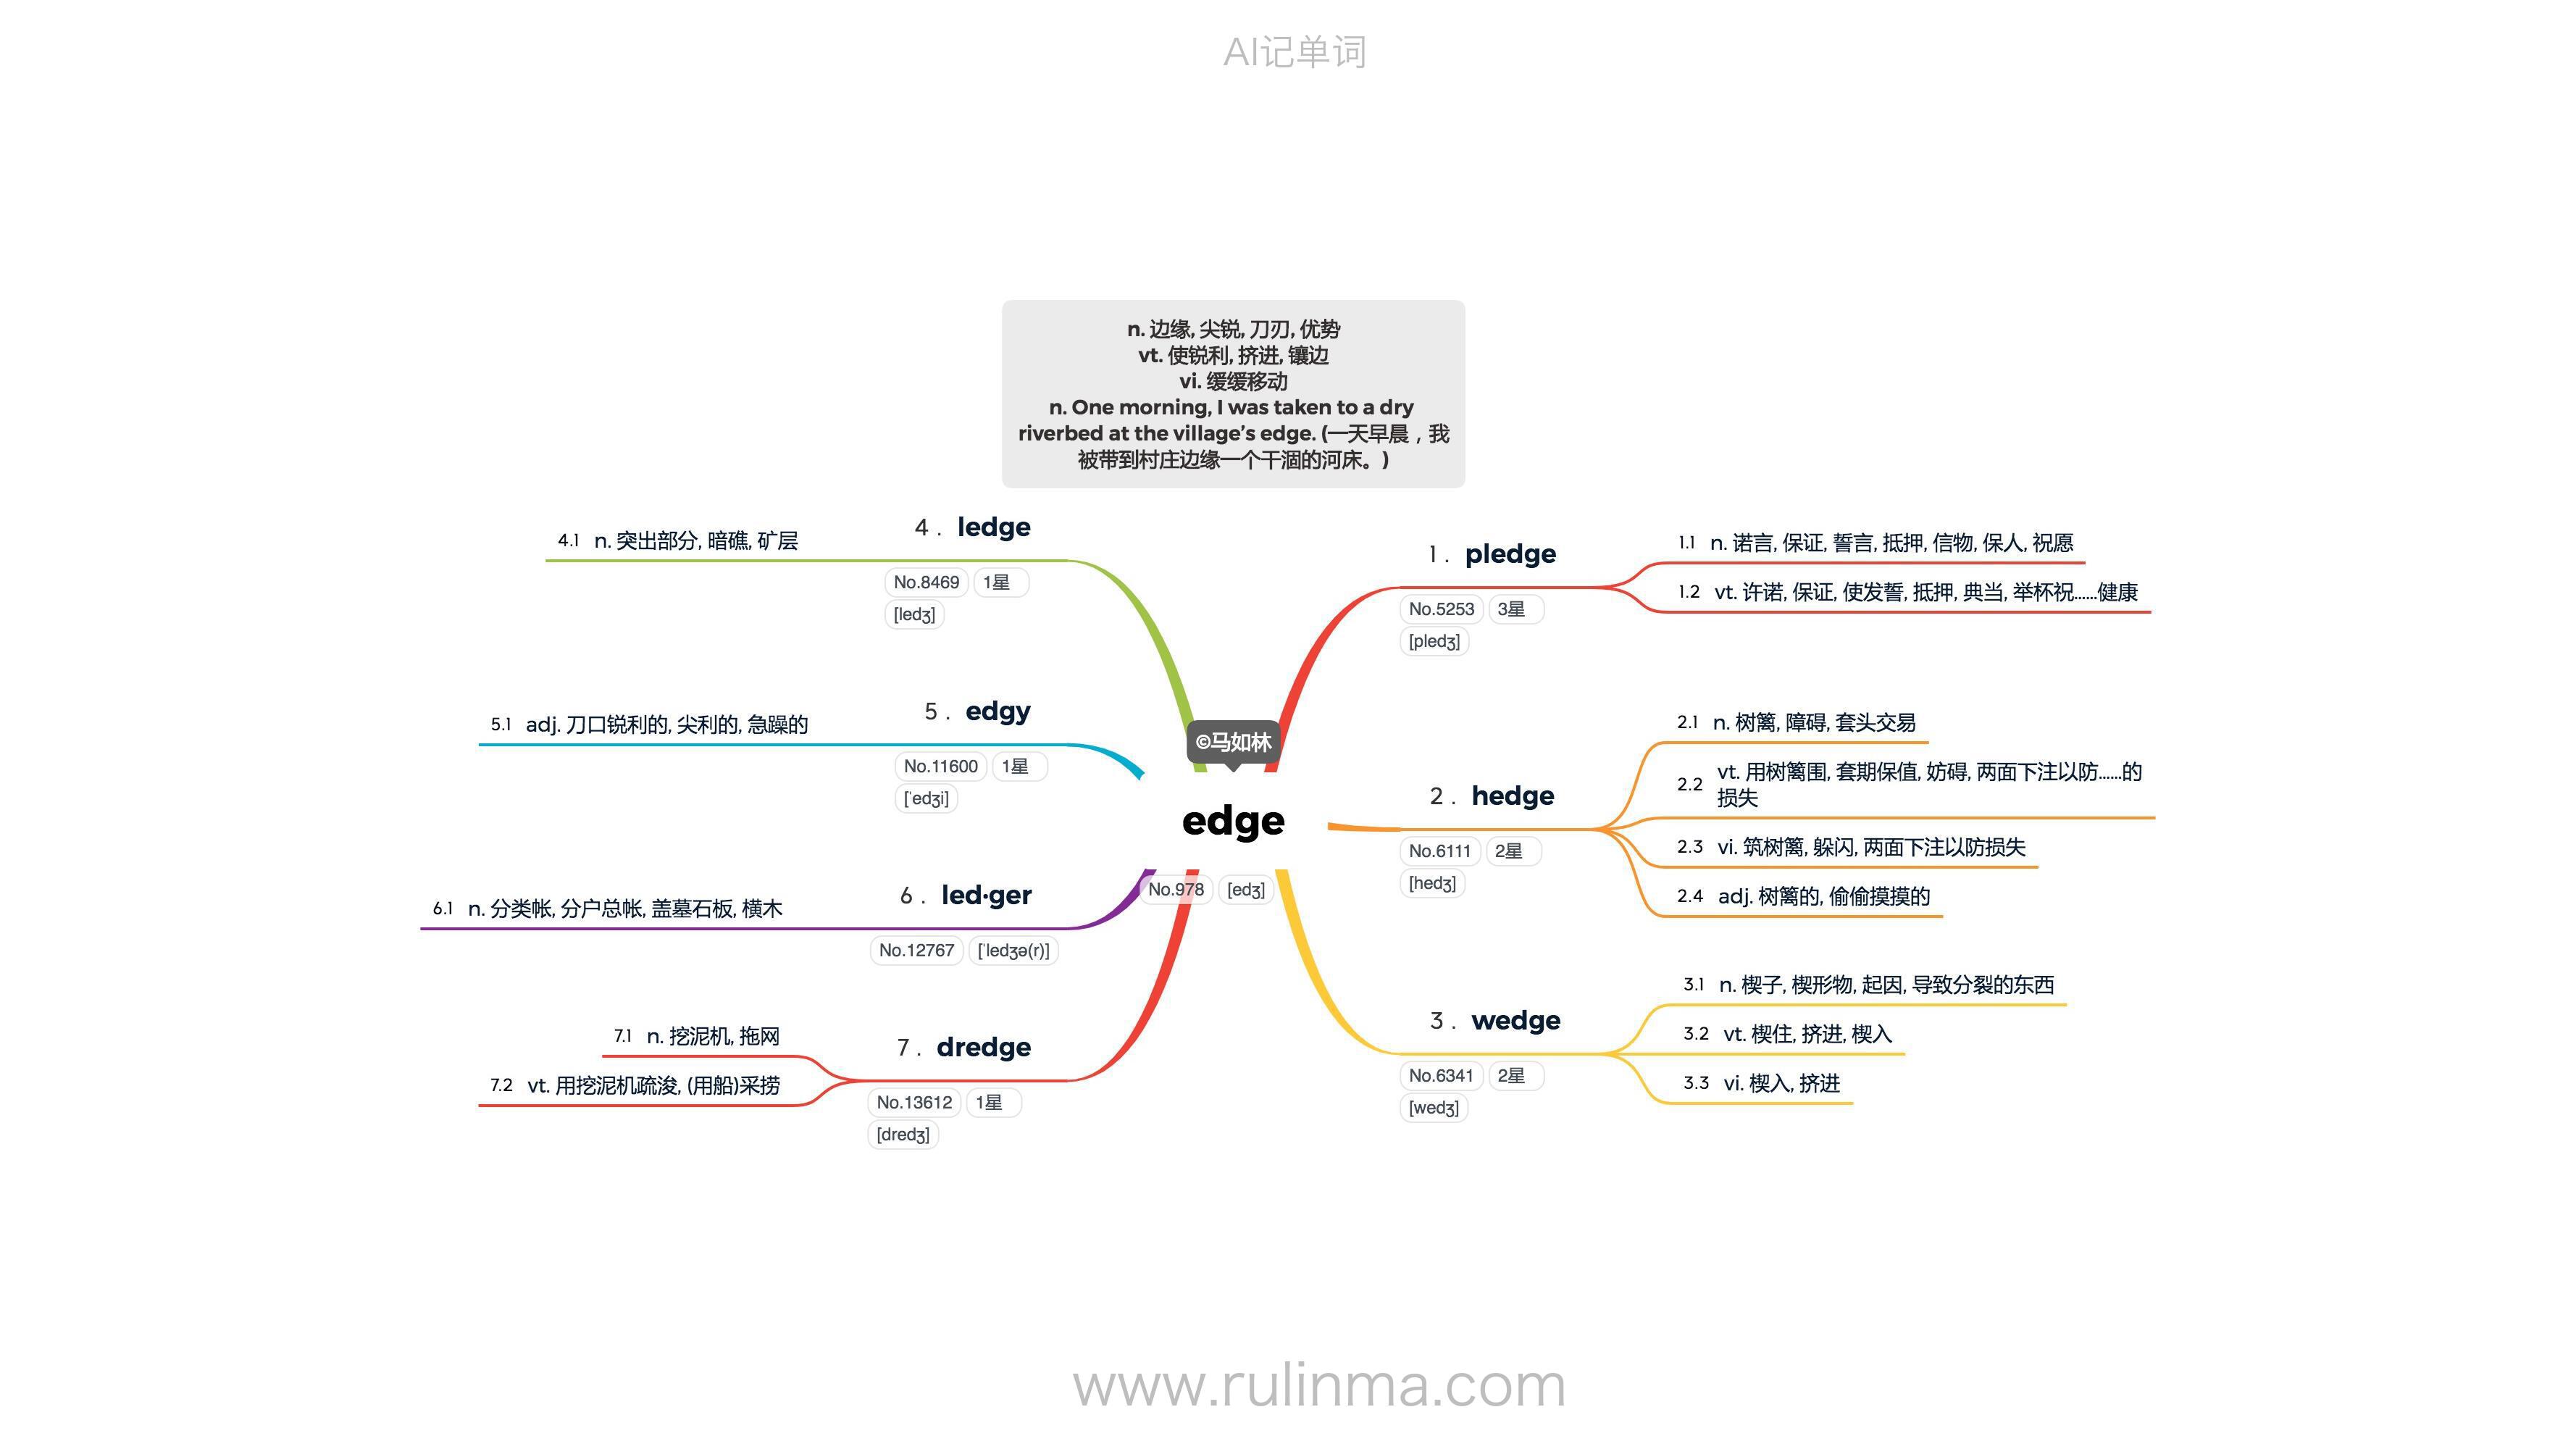 AI记单词
n. 边缘, 尖锐, 刀刃, 优势
vt. 使锐利, 挤进, 镶边
vi. 缓缓移动
n. One morning, I was taken to a dry
riverbed at the village’s edge. (一天早晨，我
被带到村庄边缘一个干涸的河床。)
©马如林
edge
No.978 [edʒ]
1. pledge
No.5253 3星
[pledʒ]
1.1 n. 诺言, 保证, 誓言, 抵押, 信物, 保人, 祝愿
1.2 vt. 许诺, 保证, 使发誓, 抵押, 典当, 举杯祝……健康
2. hedge
No.6111 2星
[hedʒ]
2.1 n. 树篱, 障碍, 套头交易
2.2 vt. 用树篱围, 套期保值, 妨碍, 两面下注以防……的
损失
2.3 vi. 筑树篱, 躲闪, 两面下注以防损失
2.4 adj. 树篱的, 偷偷摸摸的
3. wedge
No.6341 2星
[wedʒ]
3.1 n. 楔子, 楔形物, 起因, 导致分裂的东西
3.2 vt. 楔住, 挤进, 楔入
3.3 vi. 楔入, 挤进
4. ledge
No.8469 1星
[ledʒ]
4.1 n. 突出部分, 暗礁, 矿层
5. edgy
No.11600 1星
[ˈedʒi]
5.1 adj. 刀口锐利的, 尖利的, 急躁的
6. led·ger
No.12767 [ˈledʒə(r)]
6.1 n. 分类帐, 分户总帐, 盖墓石板, 横木
7. dredge
No.13612 1星
[dredʒ]
7.1 n. 挖泥机, 拖网
7.2 vt. 用挖泥机疏浚, (用船)采捞
www.rulinma.com